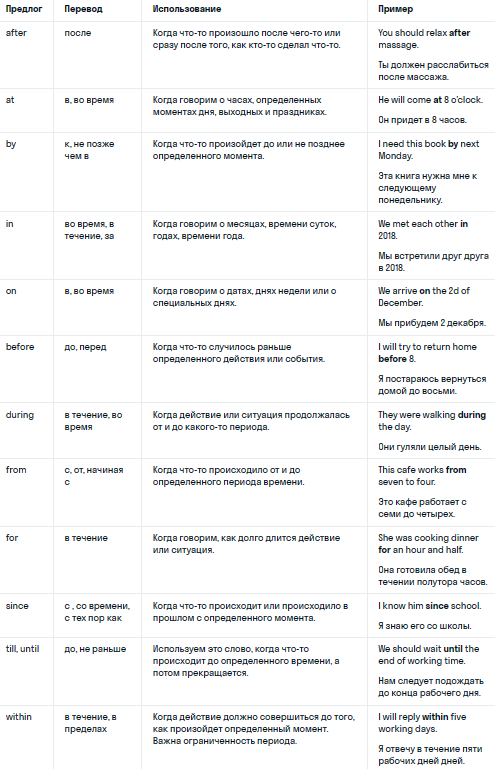 Предлог Перевод Использование Пример
after после Когда что-то произошло после чего-то или You should relax after
сразу после того, как кто-то сделал что-то. massage.
Ты должен расслабиться
после массажа.
at в, во время Когда говорим о часах, определенных He will come at 8 o'clock.
моментах дня, выходных и праздниках.
Он придет в 8 часов.
by к, не позже Когда что-то произойдет до или не позднее I need this book by next
чем в определенного момента. Monday.
Эта книга нужна мне к
следующему
понедельнику.
in во время, в Когда говорим о месяцах, времени суток, We met each other in
течение, за годах, времени года. 2018.
Мы встретили друг друга
в 2018.
on в, во время Когда говорим о датах, днях недели или о We arrive on the 2d of
специальных днях. December.
Мы прибудем 2 декабря.
before до, перед Когда что-то случилось раньше I will try to return home
определенного действия или события. before 8.
Я постараюсь вернуться
домой до восьми.
during в течение, во Когда действие или ситуация продолжалась They were walking during
время от и до какого-то периода. the day.
Они гуляли целый день.
from с, от, начиная Когда что-то происходило от и до This cafe works from
с определенного периода времени. seven to four.
Это кафе работает с
семи до четырех.
for в течение Когда говорим, как долго длится действие She was cooking dinner
или ситуация. for an hour and half.
Она готовила обед в
течении полутора часов.
since с , со времени, Когда что-то происходит или происходило в I know him since school.
с тех пор как прошлом с определенного момента.
Я знаю его со школы.
till, until до, не раньше Используем это слово, когда что-то We should wait until the
происходит до определенного времени, а end of working time.
потом прекращается.
Нам следует подождать
до конца рабочего дня.
within в течение, в Когда действие должно совершиться до того, I will reply within five
пределах как произойдет определенный момент. working days.
Важна ограниченность периода.
Я отвечу в течение пяти
рабочих дней дней.